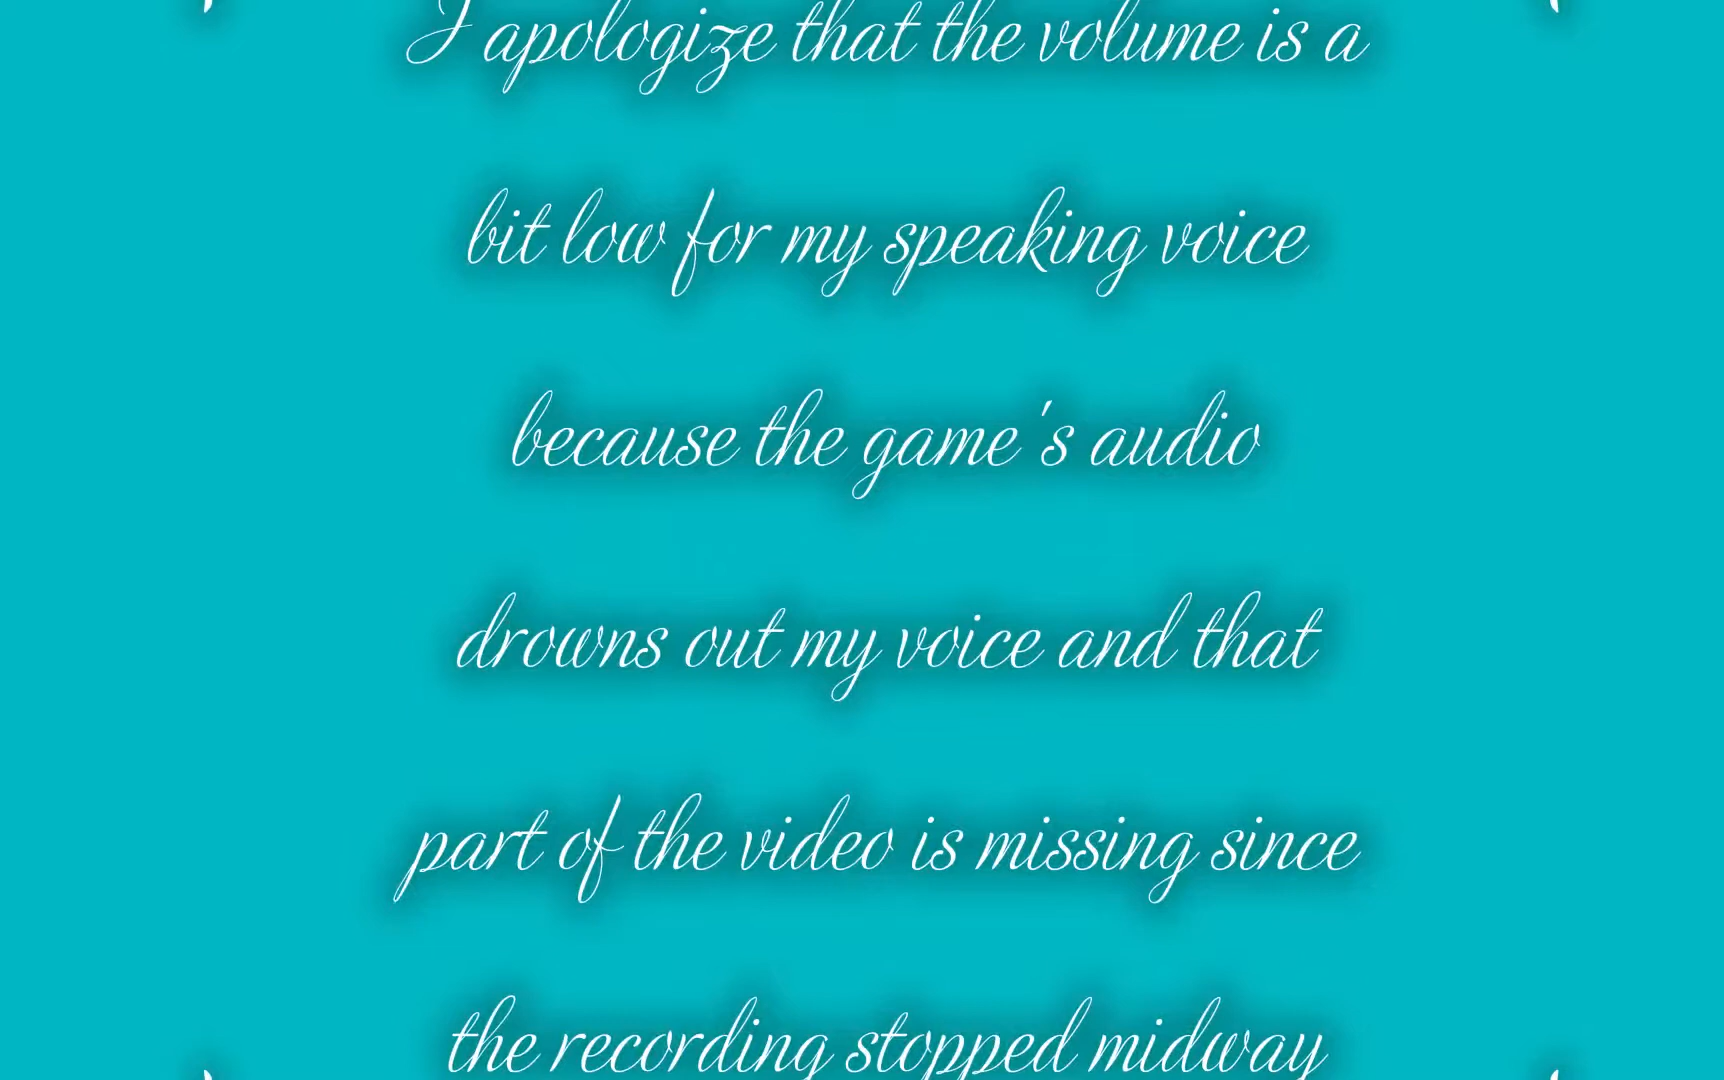 I apologize that the volume is a
bit low for my speaking voice
because the game's audio
drowns out my voice and that
part of the video is missing since
the recording stopped midway